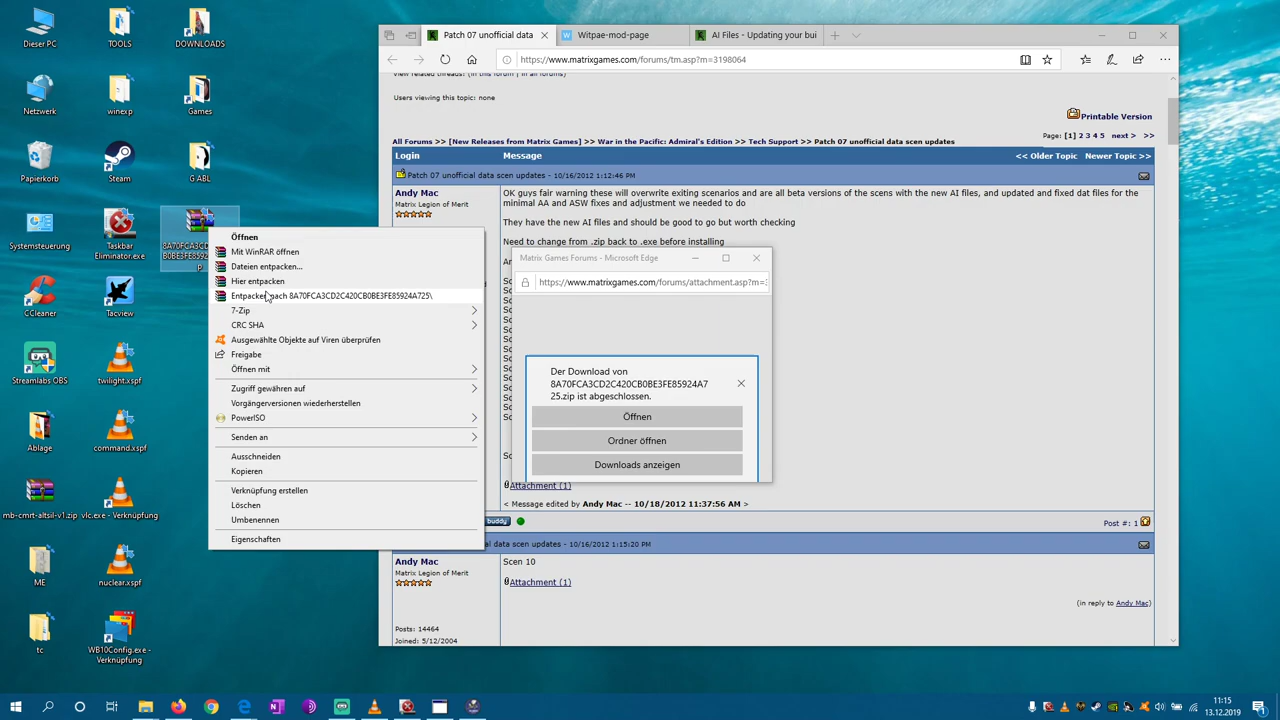 Dieser PC
TOOLS
DOWNLOADS
Netzwerk
winexp
Games
Papierkorb
Steam
G ABL
Systemsteuerung
Taskbar
Eliminator.exe
CCleaner
Tacview
Streamlabs OBS
twilight.xspf
Ablage
command.xspf
mb-cmrt-altsil-v1.zip
vlc.exe - Verknüpfung
ME
nuclear.xspf
tc
WB10Config.exe -
Verknüpfung
Öffnen
Mit WinRAR öffnen
Dateien entpacken...
Hier entpacken
8A70FCA3CD2C420CB0BE3FE85924A725\
7-Zip
CRC SHA
Ausgewählte Objekte auf Viren überprüfen
Freigabe
Öffnen mit
Zugriff gewähren auf
Vorgängerversionen wiederherstellen
PowerISO
Senden an
Ausschneiden
Kopieren
Verknüpfung erstellen
Löschen
Umbenennen
Eigenschaften
Patch 07 unofficial data
Witpae-mod-page
AI Files - Updating your bui
https://www.matrixgames.com/forums/tm.asp?m=3198064
View related threads: (in this forum | in all forums)
Users viewing this topic: none
Printable Version
Page: [1] 2 3 4 5 next > >>
All Forums >> [New Releases from Matrix Games] >> War in the Pacific: Admiral's Edition >> Tech Support >> Patch 07 unofficial data scen updates
Login
Message
<< Older Topic
Newer Topic >>
Patch 07 unofficial data scen updates - 10/16/2012 1:12:46 PM
Andy Mac
Matrix Legion of Merit
OK guys fair warning these will overwrite exiting scenarios and are all beta versions of the scens with the new AI files, and updated and fixed dat files for the
minimal AA and ASW fixes and adjustment we needed to do
They have the new AI files and should be good to go but worth checking
Need to change from .zip back to .exe before installing
Matrix Games Forums - Microsoft Edge
https://www.matrixgames.com/forums/attachment.asp?m=
Der Download von
8A70FCA3CD2C420CB0BE3FE85924A7
25.zip ist abgeschlossen.
Öffnen
Ordner öffnen
Downloads anzeigen
Attachment (1)
< Message edited by Andy Mac -- 10/18/2012 11:37:56 AM >
buddy
Post #: 1
data scen updates - 10/16/2012 1:15:20 PM
Andy Mac
Matrix Legion of Merit
Scen 10
Attachment (1)
(in reply to Andy Mac)
Posts: 14464
Joined: 5/12/2004
11:15
13.12.2019